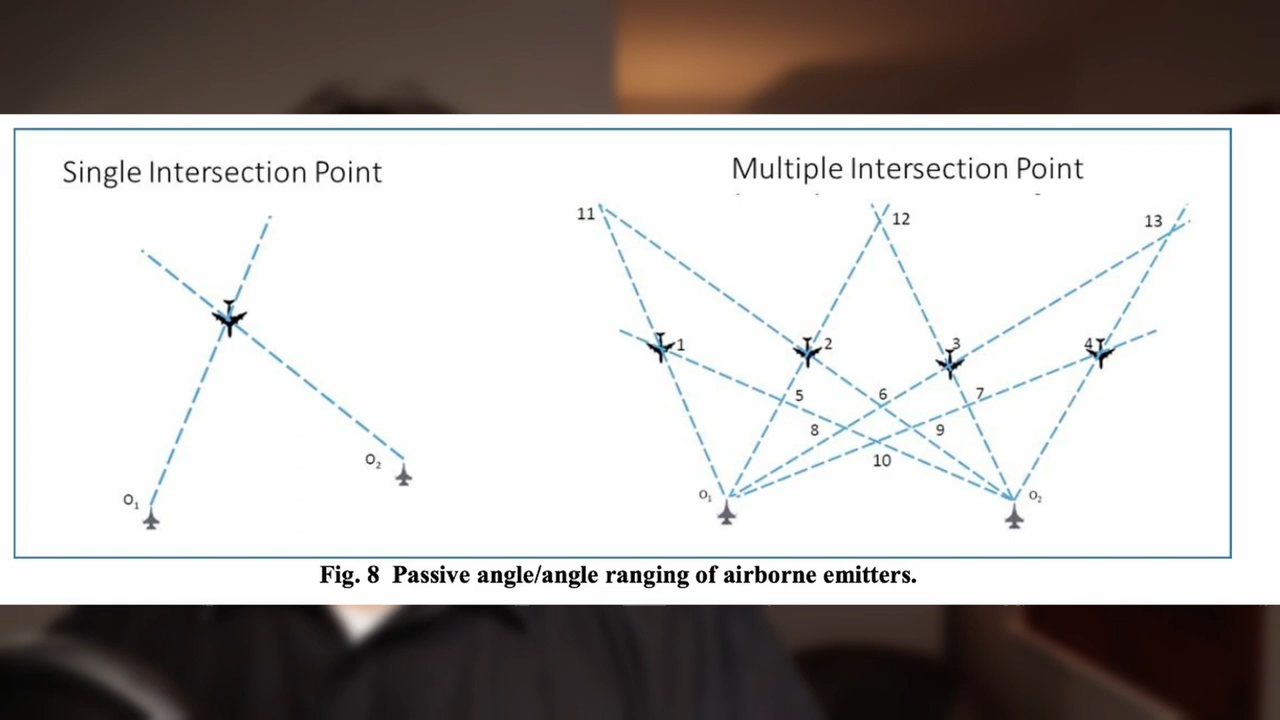 Single Intersection Point
Multiple Intersection Point
11
12
13
1
2
3
4
5
6
7
8
9
10
O₂
O₁
O₁
O₂
Fig. 8 Passive angle/angle ranging of airborne emitters.